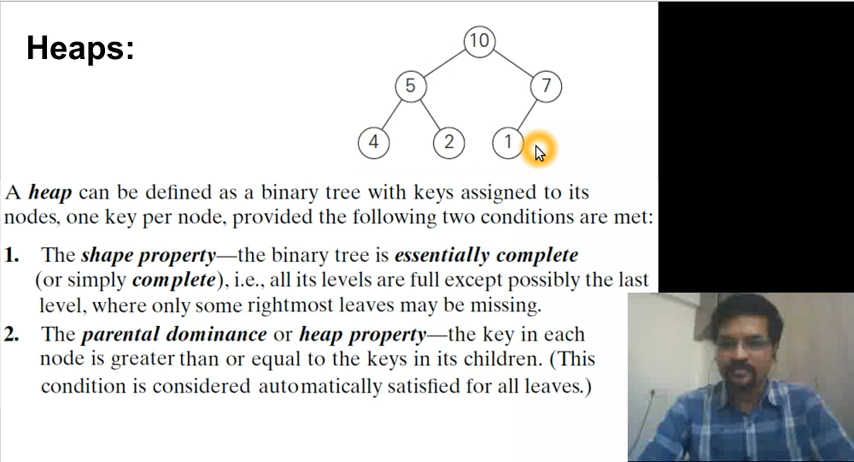 Heaps:
10
5 7
4 2 1
A heap can be defined as a binary tree with keys assigned to its
nodes, one key per node, provided the following two conditions are met:
1. The shape property—the binary tree is essentially complete
(or simply complete), i.e., all its levels are full except possibly the last
level, where only some rightmost leaves may be missing.
2. The parental dominance or heap property—the key in each
node is greater than or equal to the keys in its children. (This
condition is considered automatically satisfied for all leaves.)